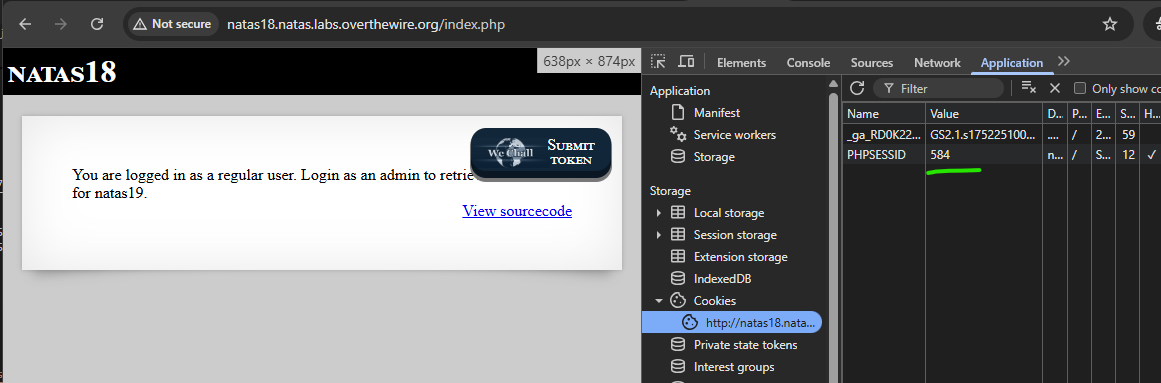 Not secure natas18.natas.labs.overthewire.org/index.php
NATAS18
638px × 874px
We Chall SUBMIT TOKEN
You are logged in as a regular user. Login as an admin to retrie
for natas19.
View sourcecode
Elements Console Sources Network Application
Application
Manifest
Service workers
Storage
Storage
Local storage
Session storage
Extension storage
IndexedDB
Cookies
http://natas18.nata...
Private state tokens
Interest groups
Filter Only show co
Name Value D... P... E... S... H...
_ga_RD0K22... GS2.1.s175225100... .... / 2... 59
PHPSESSID 584 n... / S... 12 ✓